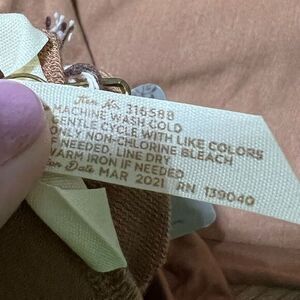 Item No. 316588
MACHINE WASH COLD
GENTLE CYCLE WITH LIKE COLORS
ONLY NON-CHLORINE BLEACH
IF NEEDED, LINE DRY
WARM IRON IF NEEDED
Date MAR 2021 RN 139040